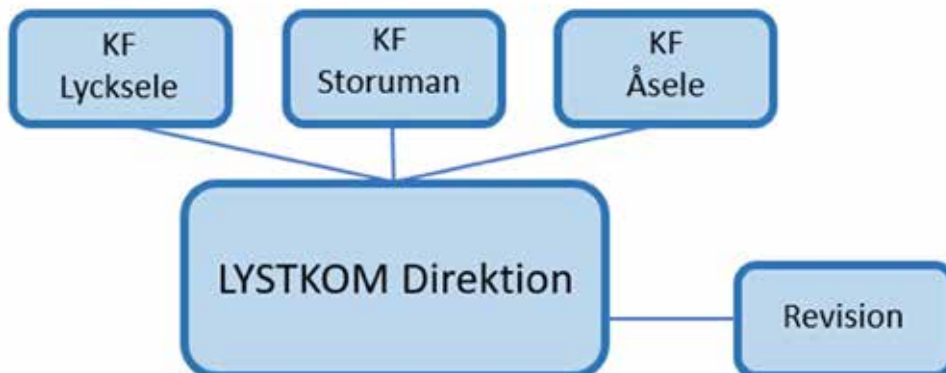 KF
Lycksele
KF
Storuman
KF
Åsele
LYSTKOM Direktion
Revision